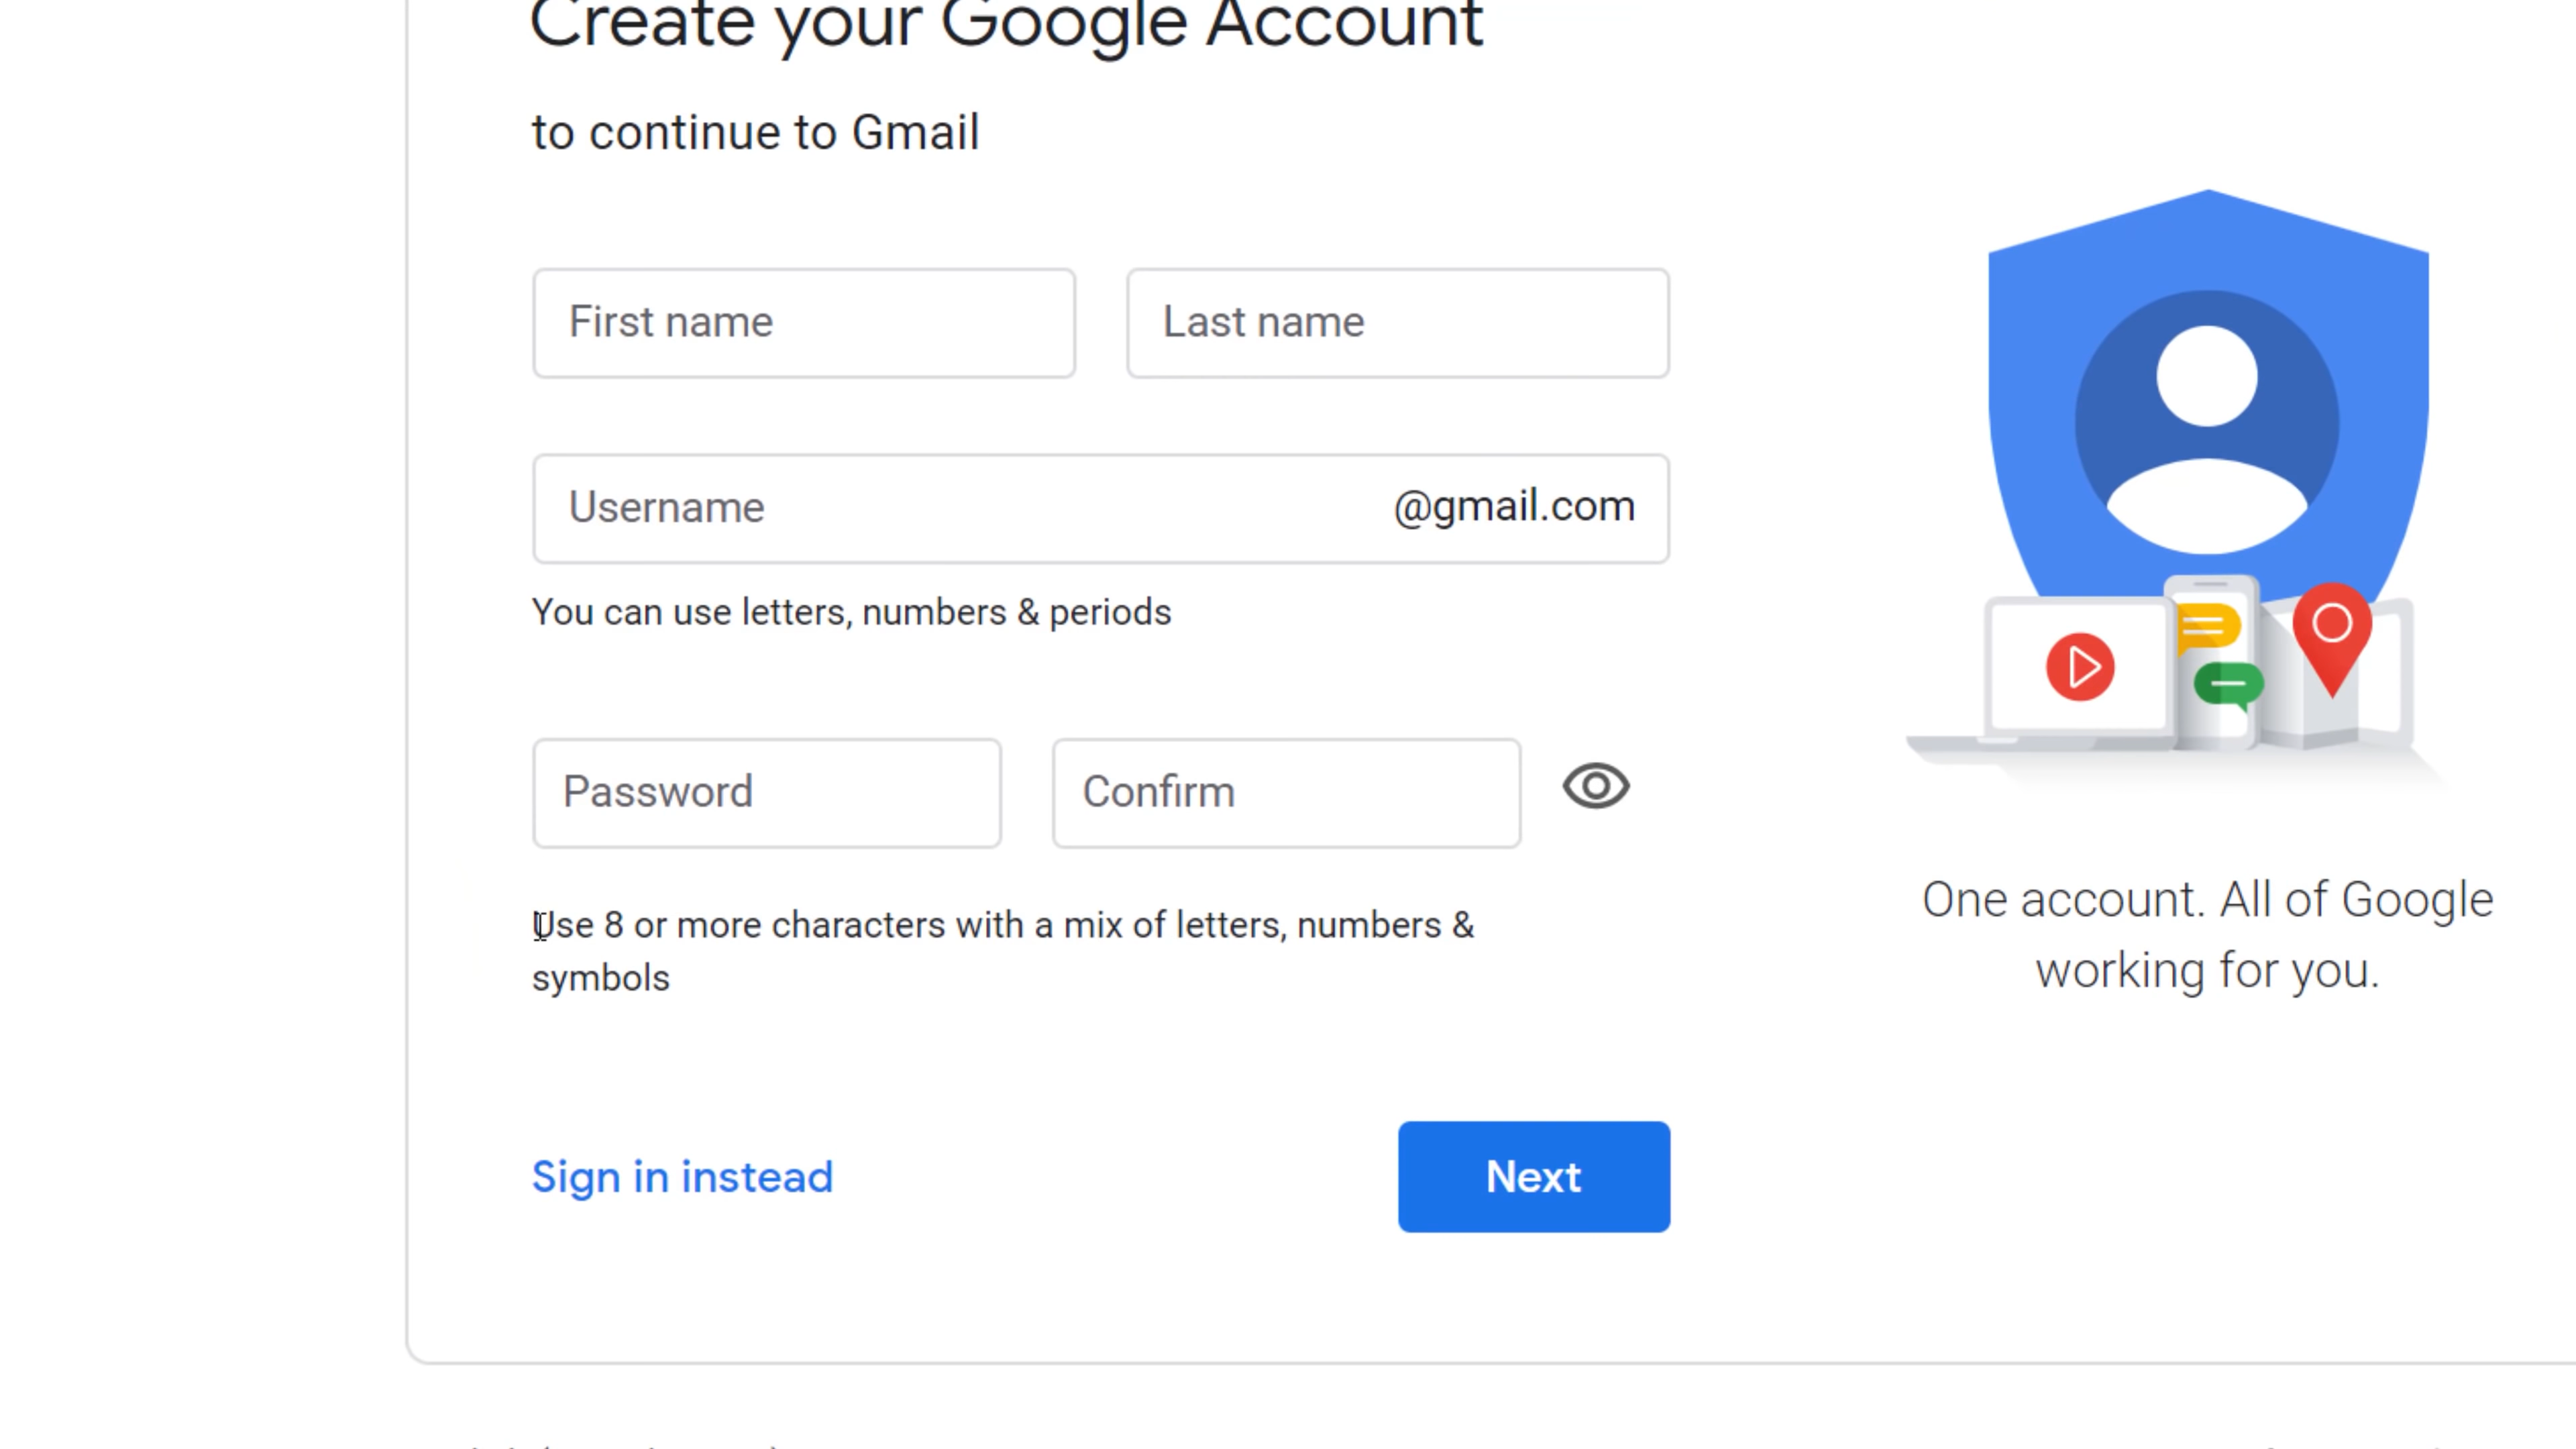 Create your Google Account
to continue to Gmail
First name
Last name
Username
@gmail.com
You can use letters, numbers & periods
Password
Confirm
Use 8 or more characters with a mix of letters, numbers &
symbols
Sign in instead
Next
One account. All of Google
working for you.